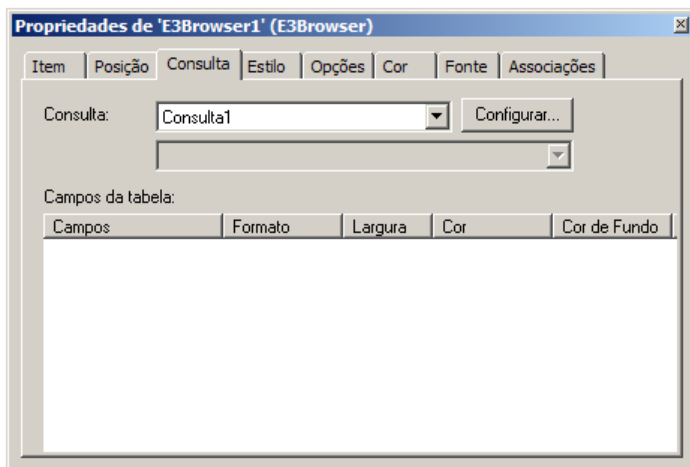 Propriedades de 'E3Browser1' (E3Browser)
Item Posição Consulta Estilo Opções Cor Fonte Associações
Consulta: Consulta1 Configurar...
Campos da tabela:
Campos Formato Largura Cor Cor de Fundo